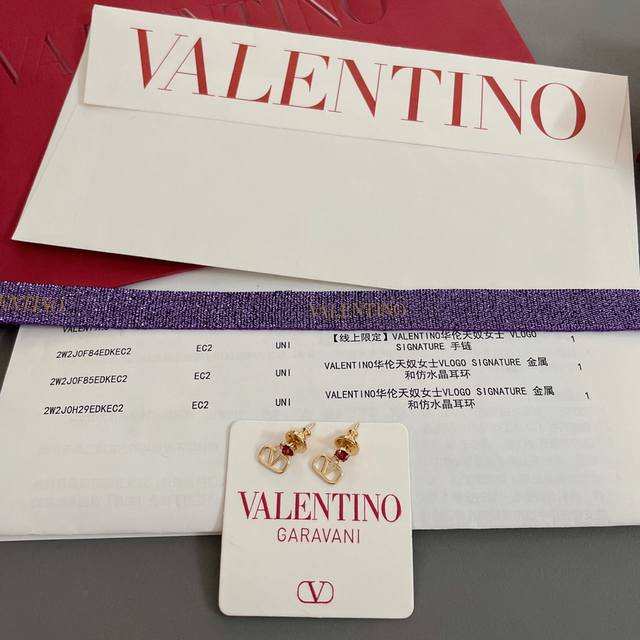 VALENTINO
VALENTINO
VALENTINO
【线上限定】VALENTINO华伦天奴女士 VLOGO SIGNATURE 手链 1
2W2J0F84EDKEC2 EC2 UNI
2W2J0F85EDKEC2 EC2 UNI VALENTINO华伦天奴女士VLOGO SIGNATURE 金属和仿水晶耳环 1
2W2J0H29EDKEC2 EC2 UNI VALENTINO华伦天奴女士VLOGO SIGNATURE 金属和仿水晶耳环 1
VALENTINO
GARAVANI